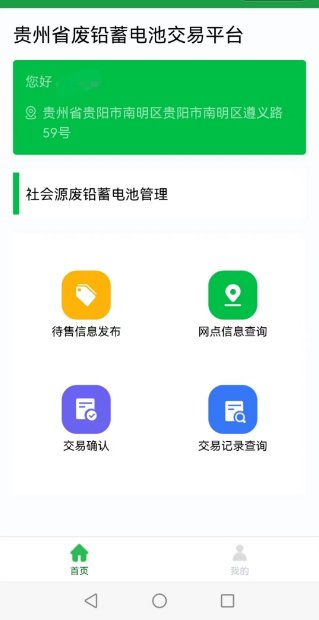 贵州省废铅蓄电池交易平台
您好
贵州省贵阳市南明区贵阳市南明区遵义路
59号
社会源废铅蓄电池管理
待售信息发布
网点信息查询
交易确认
交易记录查询
首页
我的